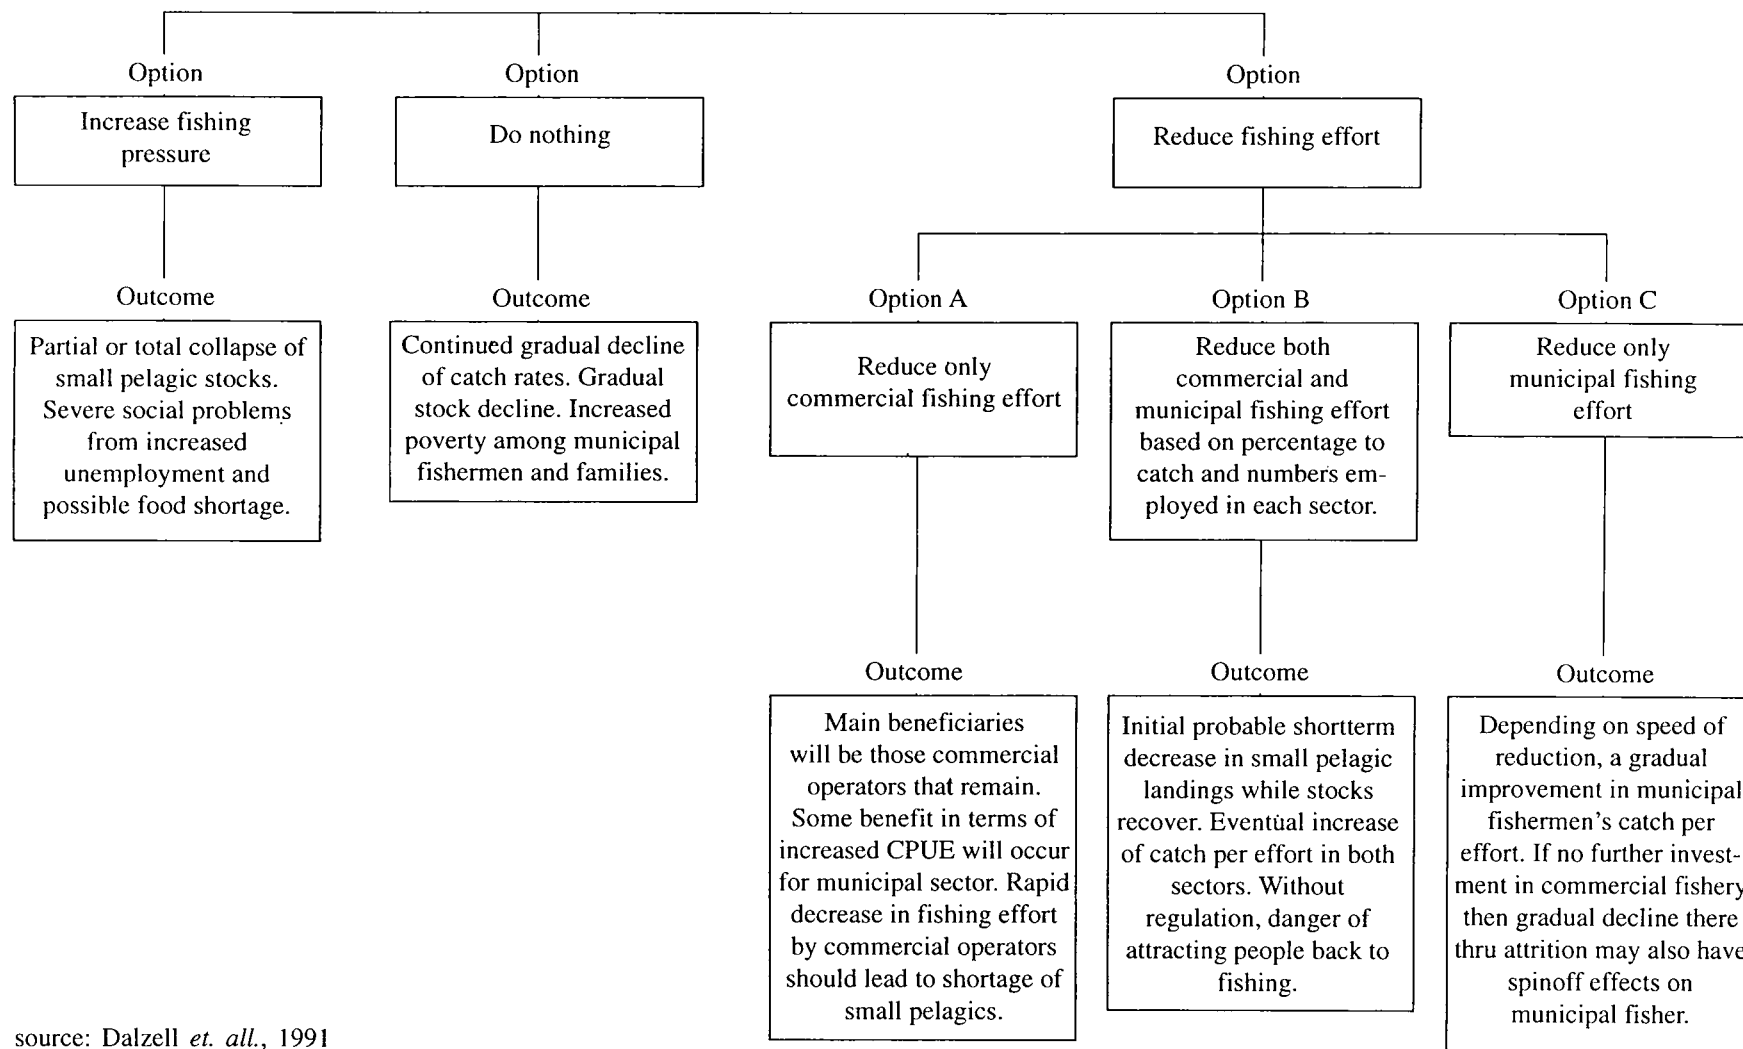 Option
Increase fishing
pressure
Outcome
Partial or total collapse of
small pelagic stocks.
Severe social problems
from increased
unemployment and
possible food shortage.
Option
Do nothing
Outcome
Continued gradual decline
of catch rates. Gradual
stock decline. Increased
poverty among municipal
fishermen and families.
Option
Reduce fishing effort
Option A
Reduce only
commercial fishing effort
Outcome
Main beneficiaries
will be those commercial
operators that remain.
Some benefit in terms of
increased CPUE will occur
for municipal sector. Rapid
decrease in fishing effort
by commercial operators
should lead to shortage of
small pelagics.
Option B
Reduce both
commercial and
municipal fishing effort
based on percentage to
catch and numbers em-
ployed in each sector.
Outcome
Initial probable shortterm
decrease in small pelagic
landings while stocks
recover. Eventual increase
of catch per effort in both
sectors. Without
regulation, danger of
attracting people back to
fishing.
Option C
Reduce only
municipal fishing
effort
Outcome
Depending on speed of
reduction, a gradual
improvement in municipal
fishermen's catch per
effort. If no further invest-
ment in commercial fishery
then gradual decline there
thru attrition may also have
spinoff effects on
municipal fisher.
source: Dalzell et. all., 1991